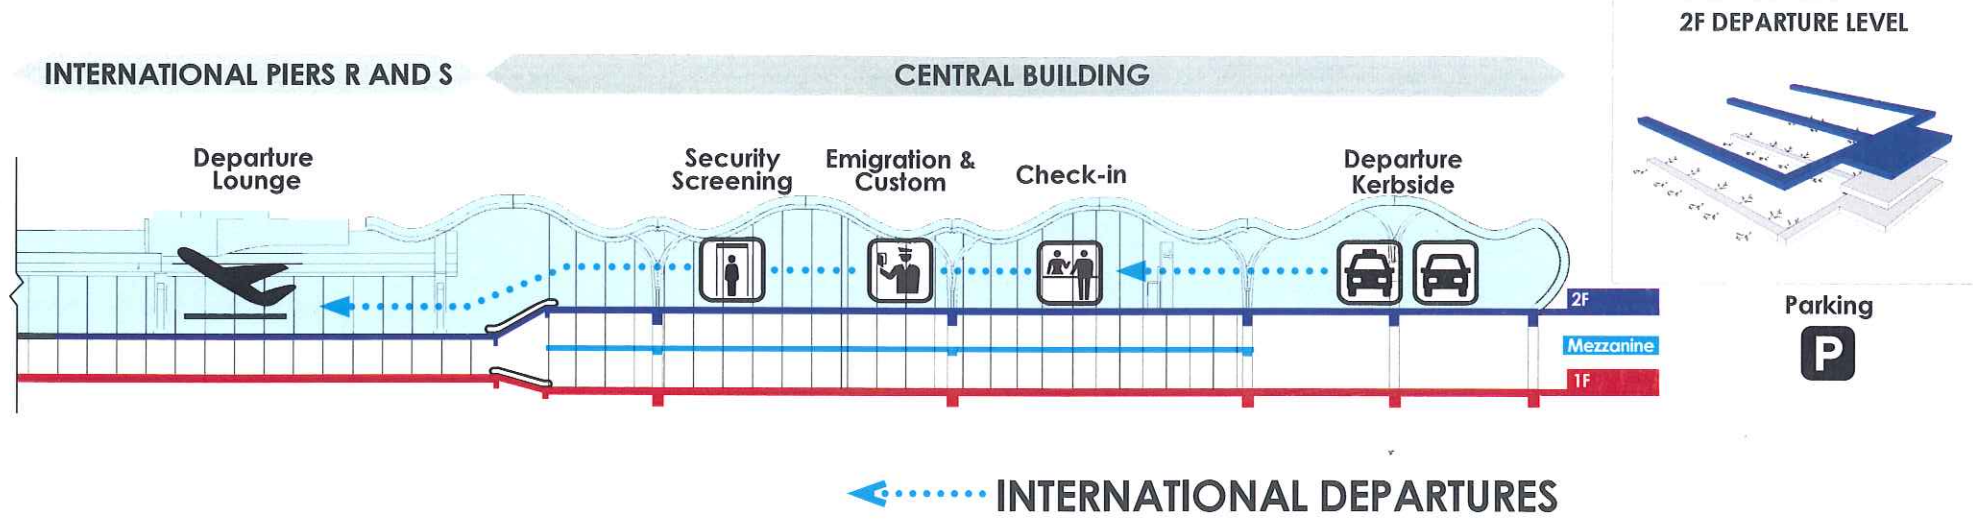 2F DEPARTURE LEVEL
INTERNATIONAL PIERS R AND S
CENTRAL BUILDING
Departure
Lounge
Security
Screening
Emigration &
Custom
Check-in
Departure
Kerbside
2F
Mezzanine
1F
Parking
P
INTERNATIONAL DEPARTURES